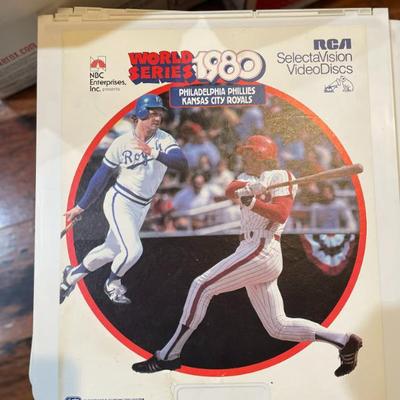 NBC
Enterprises,
Inc. presents
WORLD
SERIES 1980
PHILADELPHIA PHILLIES
KANSAS CITY ROYALS
RCA
SelectaVision
VideoDiscs
Royals